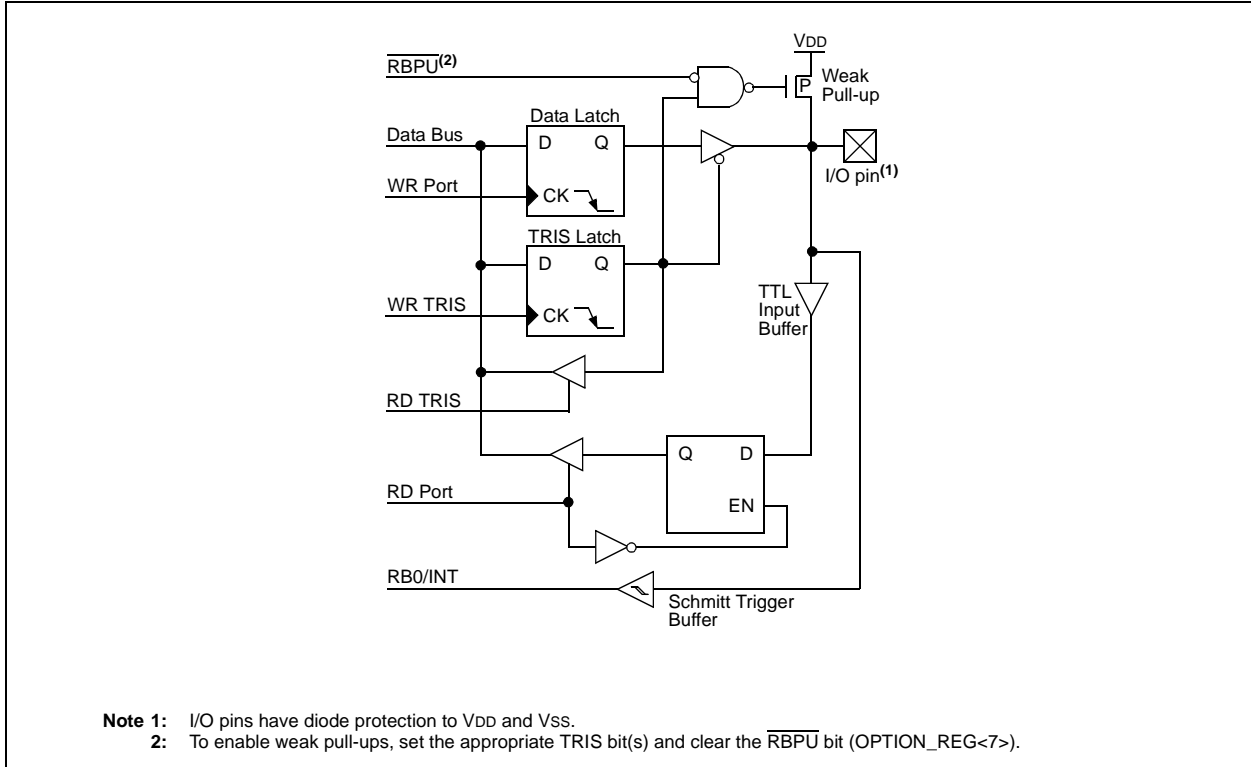 VDD
RBPU(2)
P
Weak
Pull-up
Data Latch
Data Bus
D
Q
I/O pin(1)
WR Port
CK
TRIS Latch
D
Q
TTL
Input
Buffer
WR TRIS
CK
RD TRIS
Q
D
RD Port
EN
RB0/INT
Schmitt Trigger
Buffer
Note 1: I/O pins have diode protection to VDD and VSS.
2: To enable weak pull-ups, set the appropriate TRIS bit(s) and clear the RBPU bit (OPTION_REG<7>).